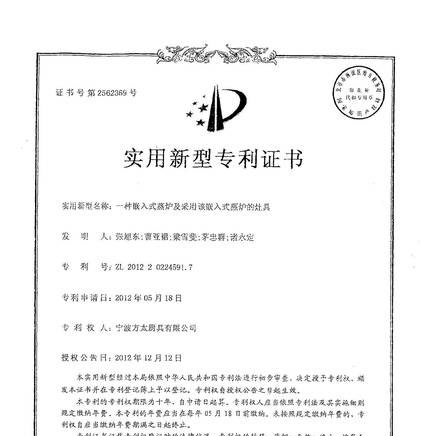 证书号第2562369号
实用新型专利证书
实用新型名称:一种嵌入式蒸炉及采用该嵌入式蒸炉的灶具
发 明 人:张旭东;曹亚裙;梁雪斐;茅忠群;诸永定
专 利 号:ZL 2012 2 0224591.7
专利申请日:2012年05月18日
专 利 权 人:宁波方太厨具有限公司
授权公告日:2012年12月12日
本实用新型经过本局依照中华人民共和国专利法进行初步审查,决定授予专利权,颁
发本证书并在专利登记簿上予以登记。专利权自授权公告之日起生效。
本专利的专利权期限为十年,自申请日起算。专利权人应当依照专利法及其实施细则
规定缴纳年费。本专利的年费应当在每年05月18日前缴纳。未按照规定缴纳年费的,专利
权自应当缴纳年费期满之日起终止。